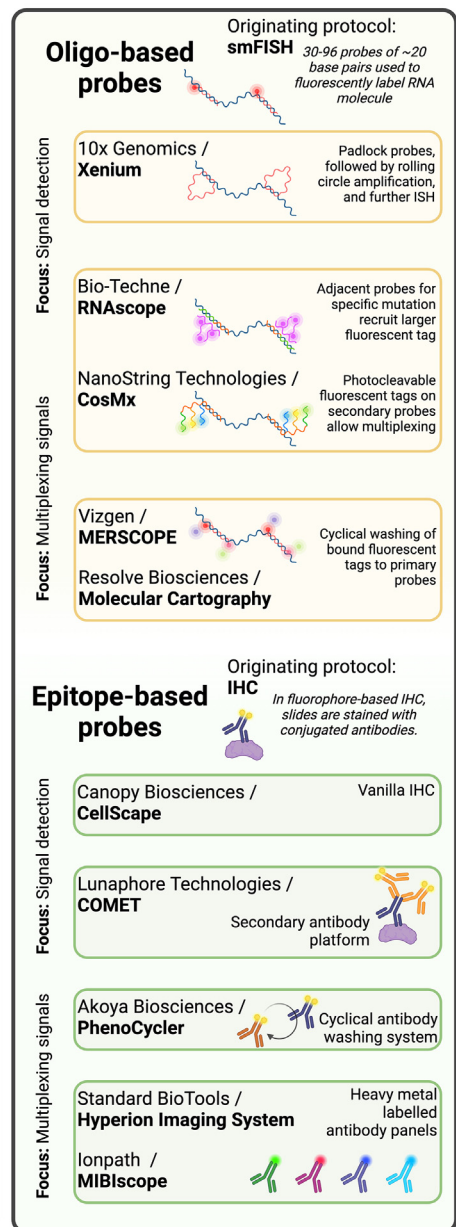 Oligo-based
probes
Originating protocol:
smFISH
30-96 probes of ~20
base pairs used to
fluorescently label RNA
molecule
Focus: Signal detection
10x Genomics /
Xenium
Padlock probes,
followed by rolling
circle amplification,
and further ISH
Bio-Techne /
RNAscope
Adjacent probes for
specific mutation
recruit larger
fluorescent tag
Focus: Multiplexing signals
NanoString Technologies /
CosMx
Photocleavable
fluorescent tags on
secondary probes
allow multiplexing
Vizgen /
MERSCOPE
Resolve Biosciences /
Molecular Cartography
Cyclical washing of
bound fluorescent
tags to primary
probes
Epitope-based
probes
Originating protocol:
IHC
In fluorophore-based IHC,
slides are stained with
conjugated antibodies.
Focus: Signal detection
Canopy Biosciences /
CellScape
Vanilla IHC
Lunaphore Technologies /
COMET
Secondary antibody
platform
Focus: Multiplexing signals
Akoya Biosciences /
PhenoCycler
Cyclical antibody
washing system
Standard BioTools /
Hyperion Imaging System
Heavy metal
labelled
antibody panels
Ionpath /
MIBIscope